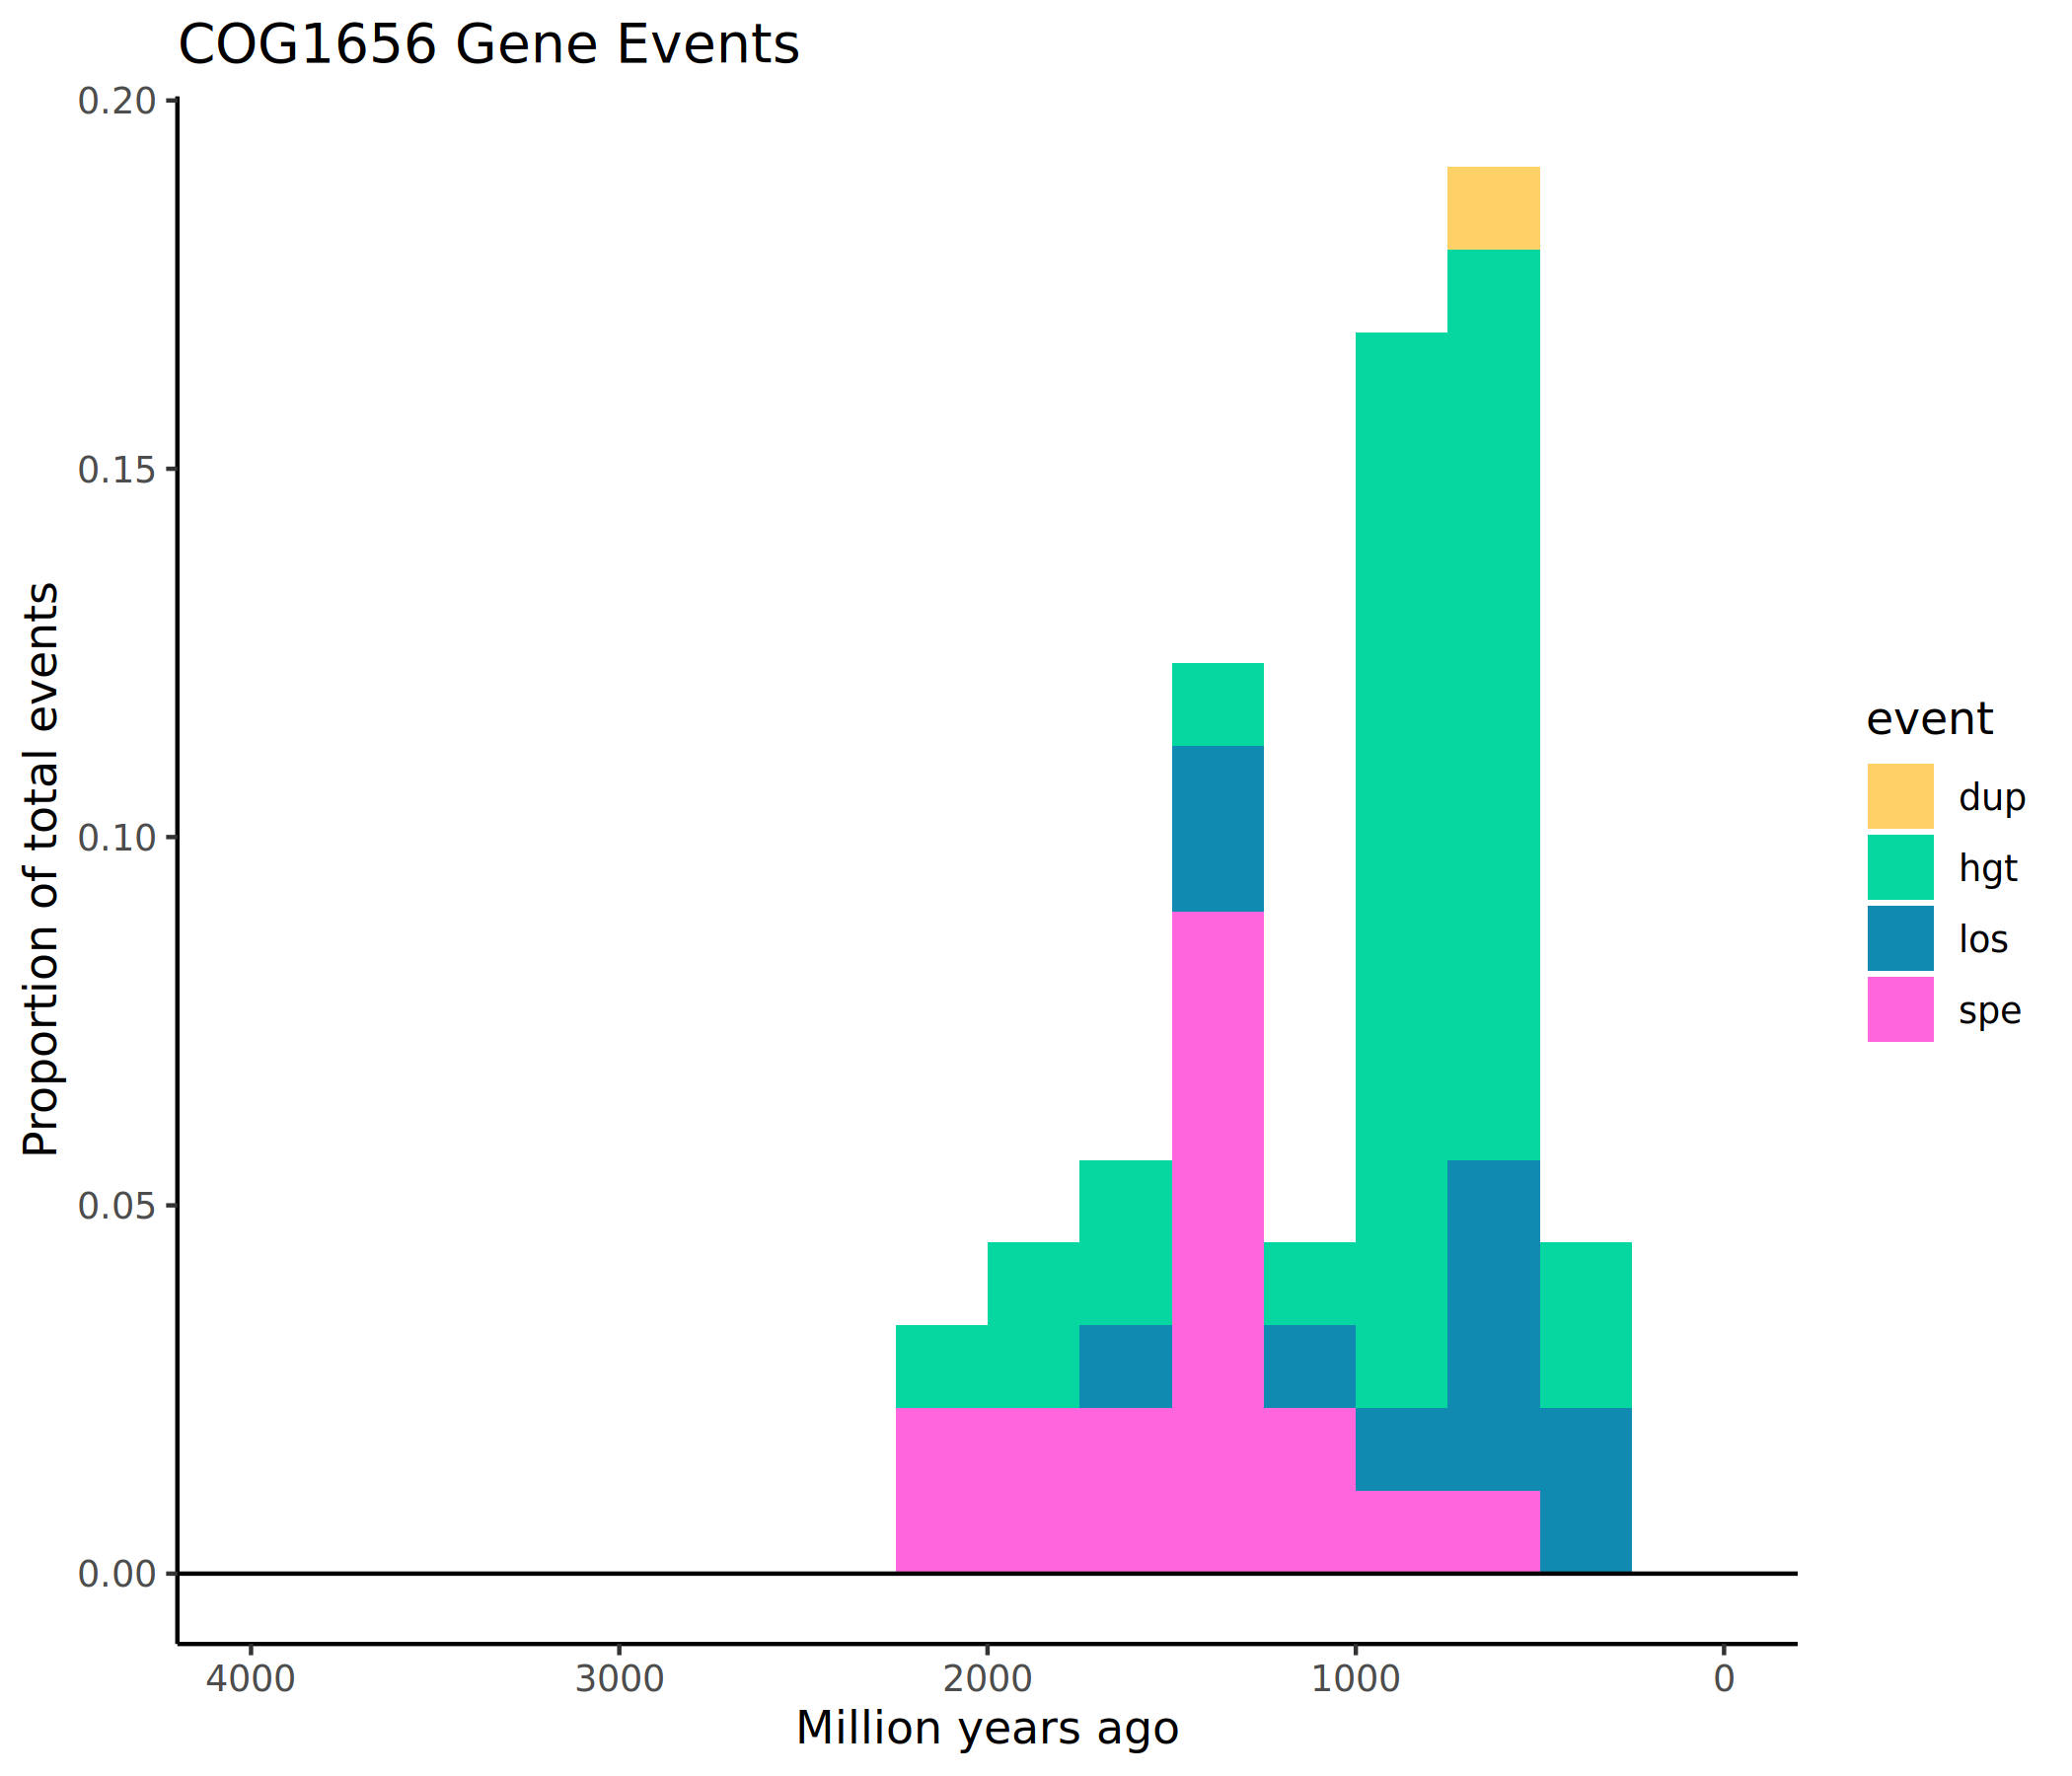 COG1656 Gene Events
Proportion of total events
0.20
0.15
0.10
0.05
0.00
4000
3000
2000
1000
0
Million years ago
event
dup
hgt
los
spe